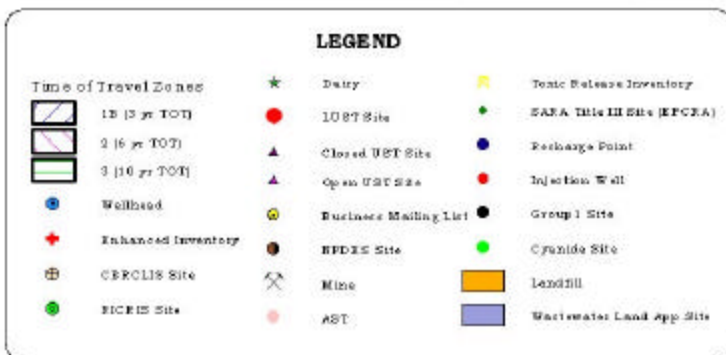 LEGEND
Time of Travel Zones
1B (3 yr TOT)
2 (6 yr TOT)
3 (10 yr TOT)
Wellhead
Enhanced Inventory
CERCLIS Site
RICRIS Site
Dairy
LUST Site
Closed UST Site
Open UST Site
Business Mailing List
NPDES Site
Mine
AST
Toxic Release Inventory
SARA Title III Site (EPCRA)
Recharge Point
Injection Well
Group 1 Site
Cyanide Site
Landfill
Wastewater Land App Site